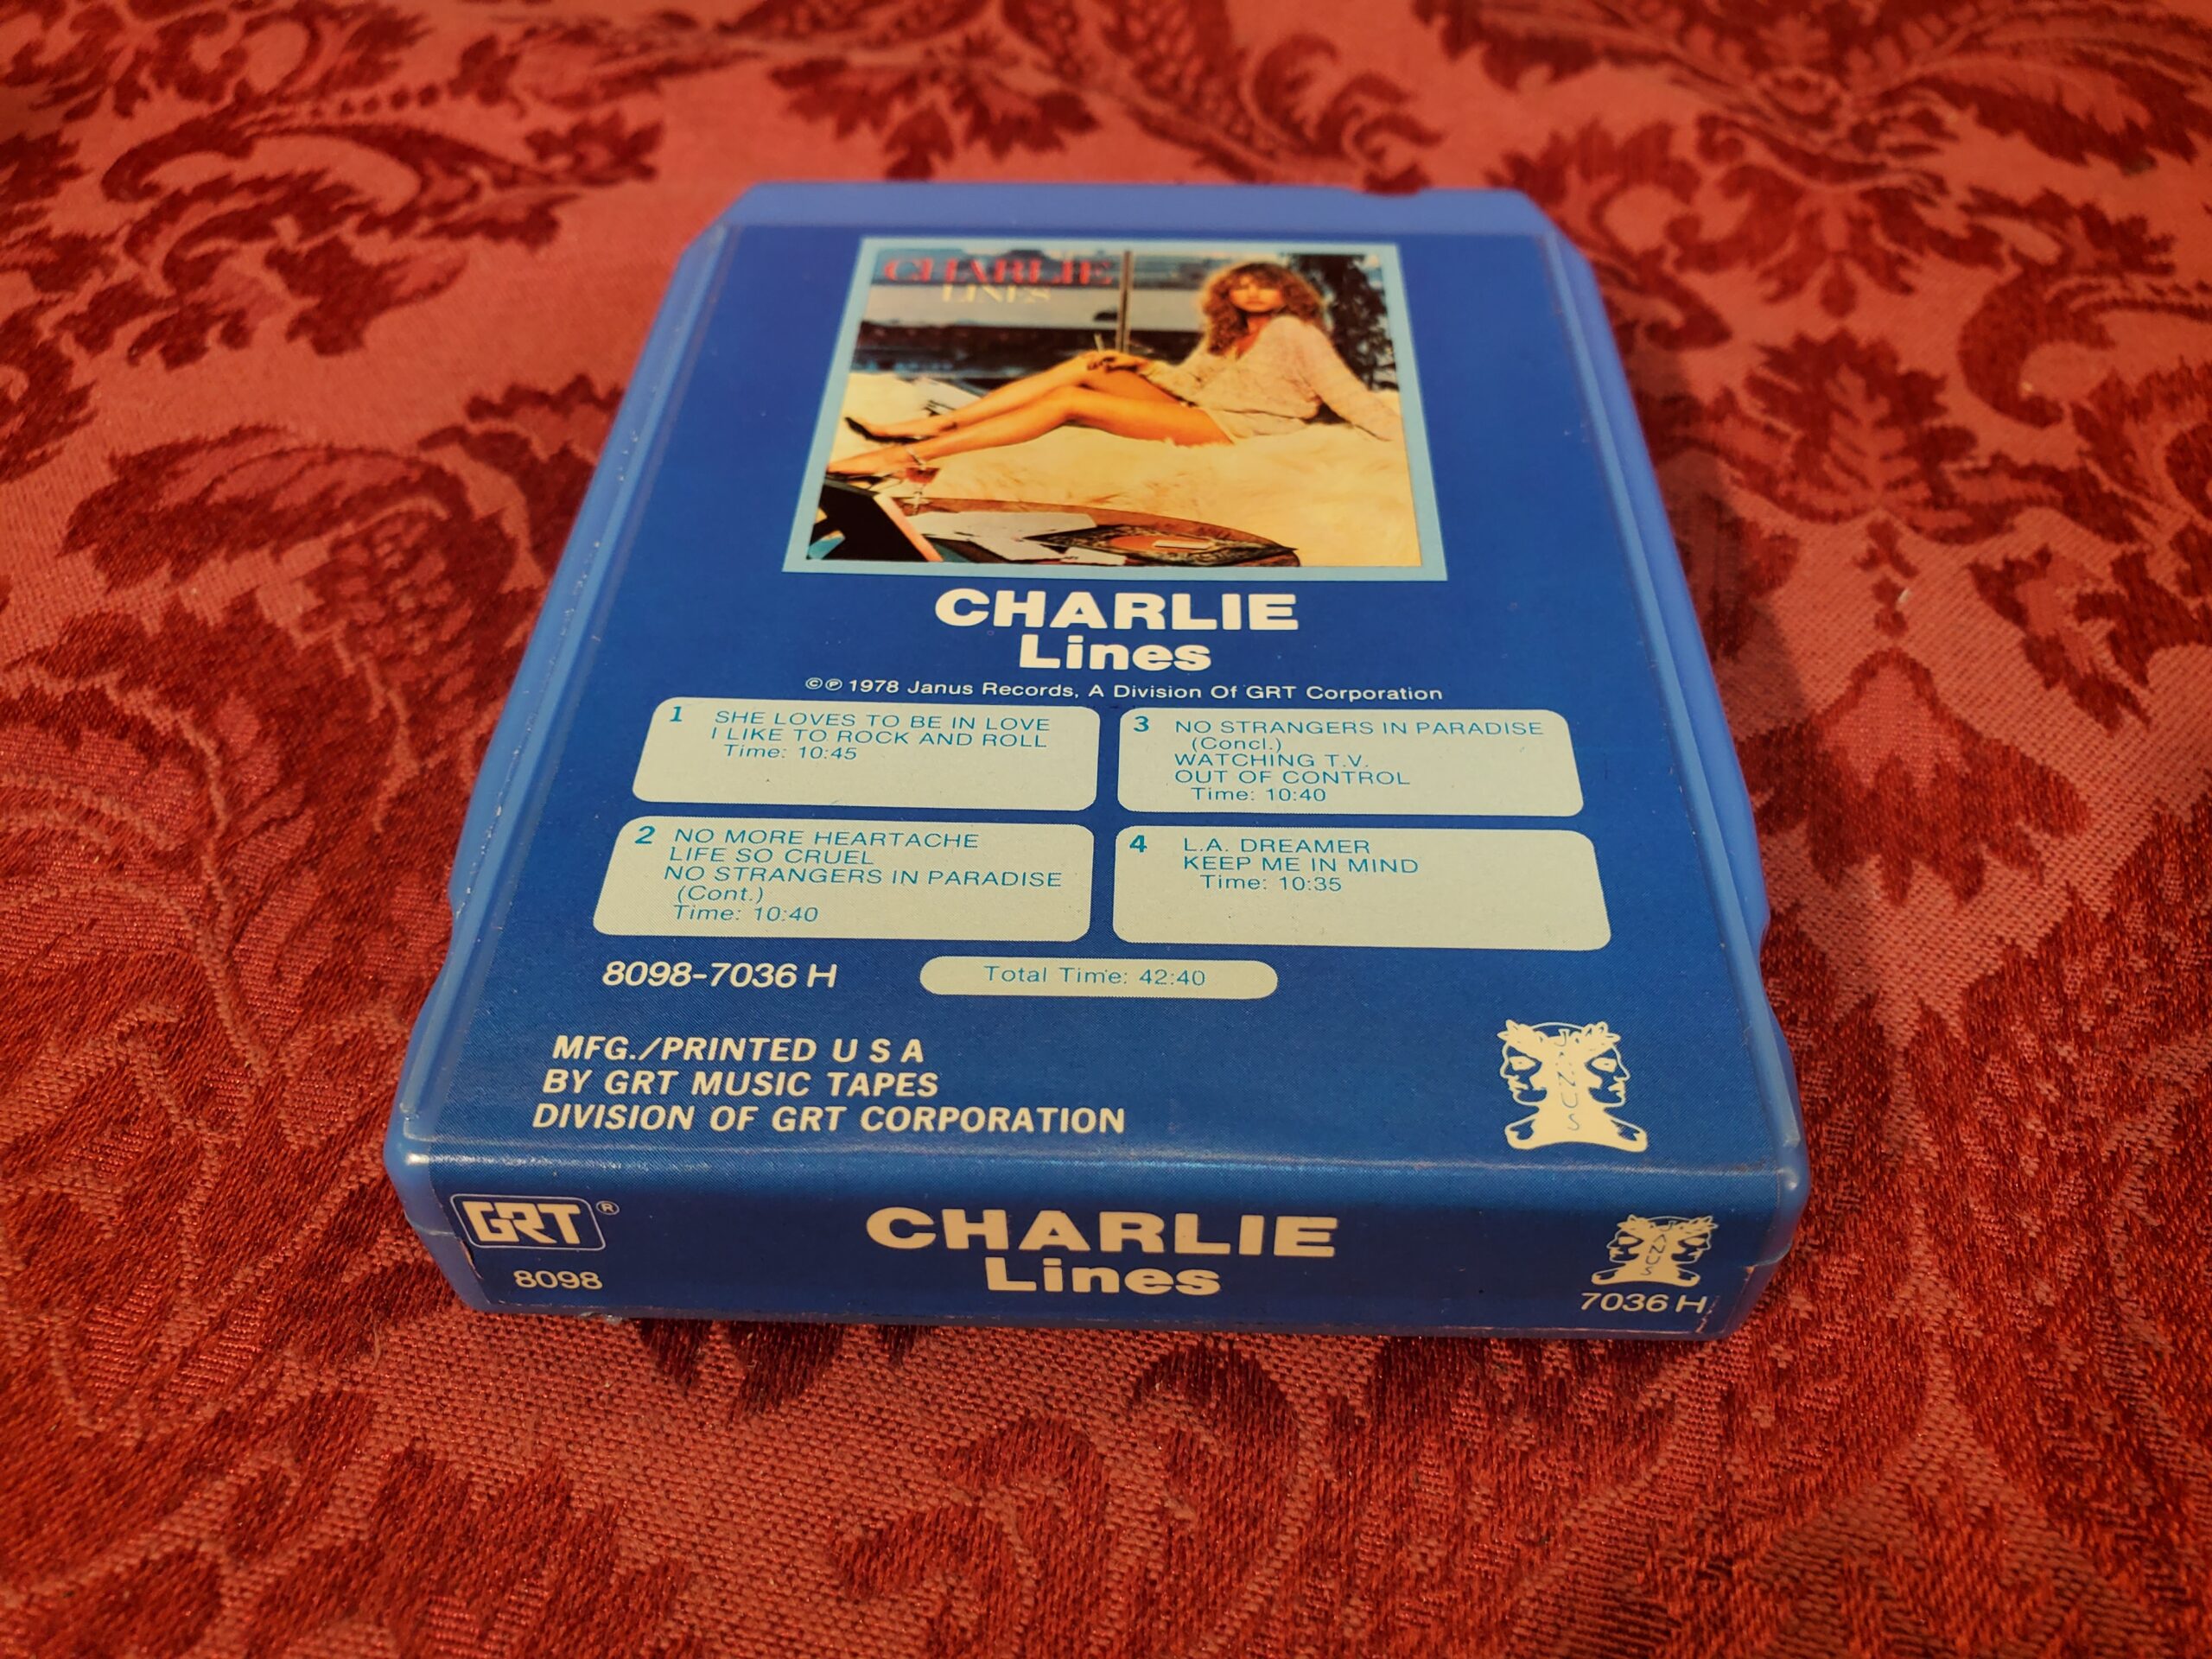 CHARLIE
LINES
CHARLIE
Lines
©℗ 1978 Janus Records, A Division Of GRT Corporation
1 SHE LOVES TO BE IN LOVE
I LIKE TO ROCK AND ROLL
Time: 10:45
2 NO MORE HEARTACHE
LIFE SO CRUEL
NO STRANGERS IN PARADISE
(Cont.)
Time: 10:40
3 NO STRANGERS IN PARADISE
(Concl.)
WATCHING T.V.
OUT OF CONTROL
Time: 10:40
4 L.A. DREAMER
KEEP ME IN MIND
Time: 10:35
8098-7036 H
Total Time: 42:40
MFG./PRINTED U S A
BY GRT MUSIC TAPES
DIVISION OF GRT CORPORATION
JANUS
GRT®
8098
CHARLIE
Lines
JANUS
7036 H